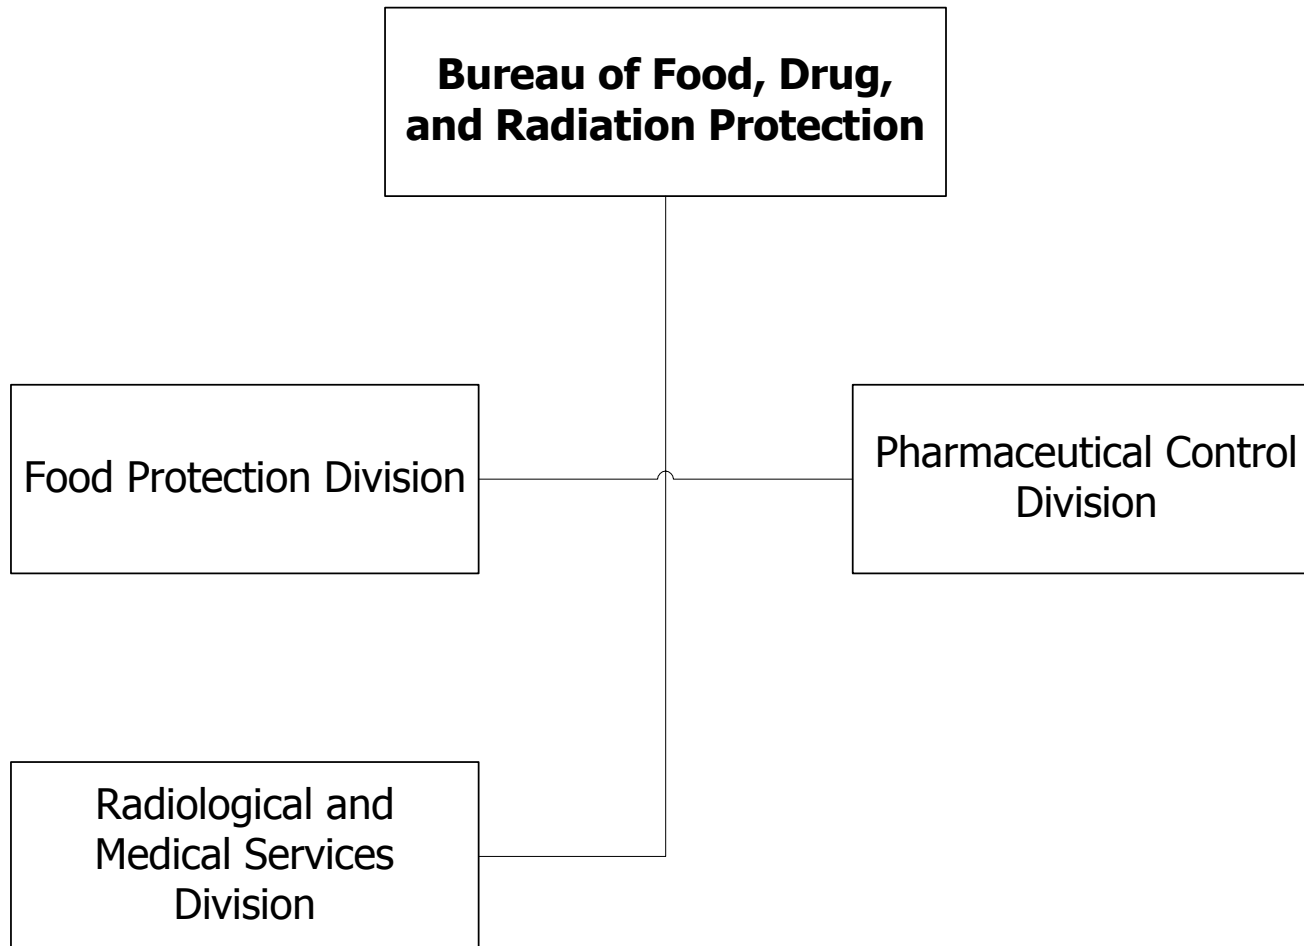 Bureau of Food, Drug,
and Radiation Protection
Food Protection Division
Pharmaceutical Control
Division
Radiological and
Medical Services
Division